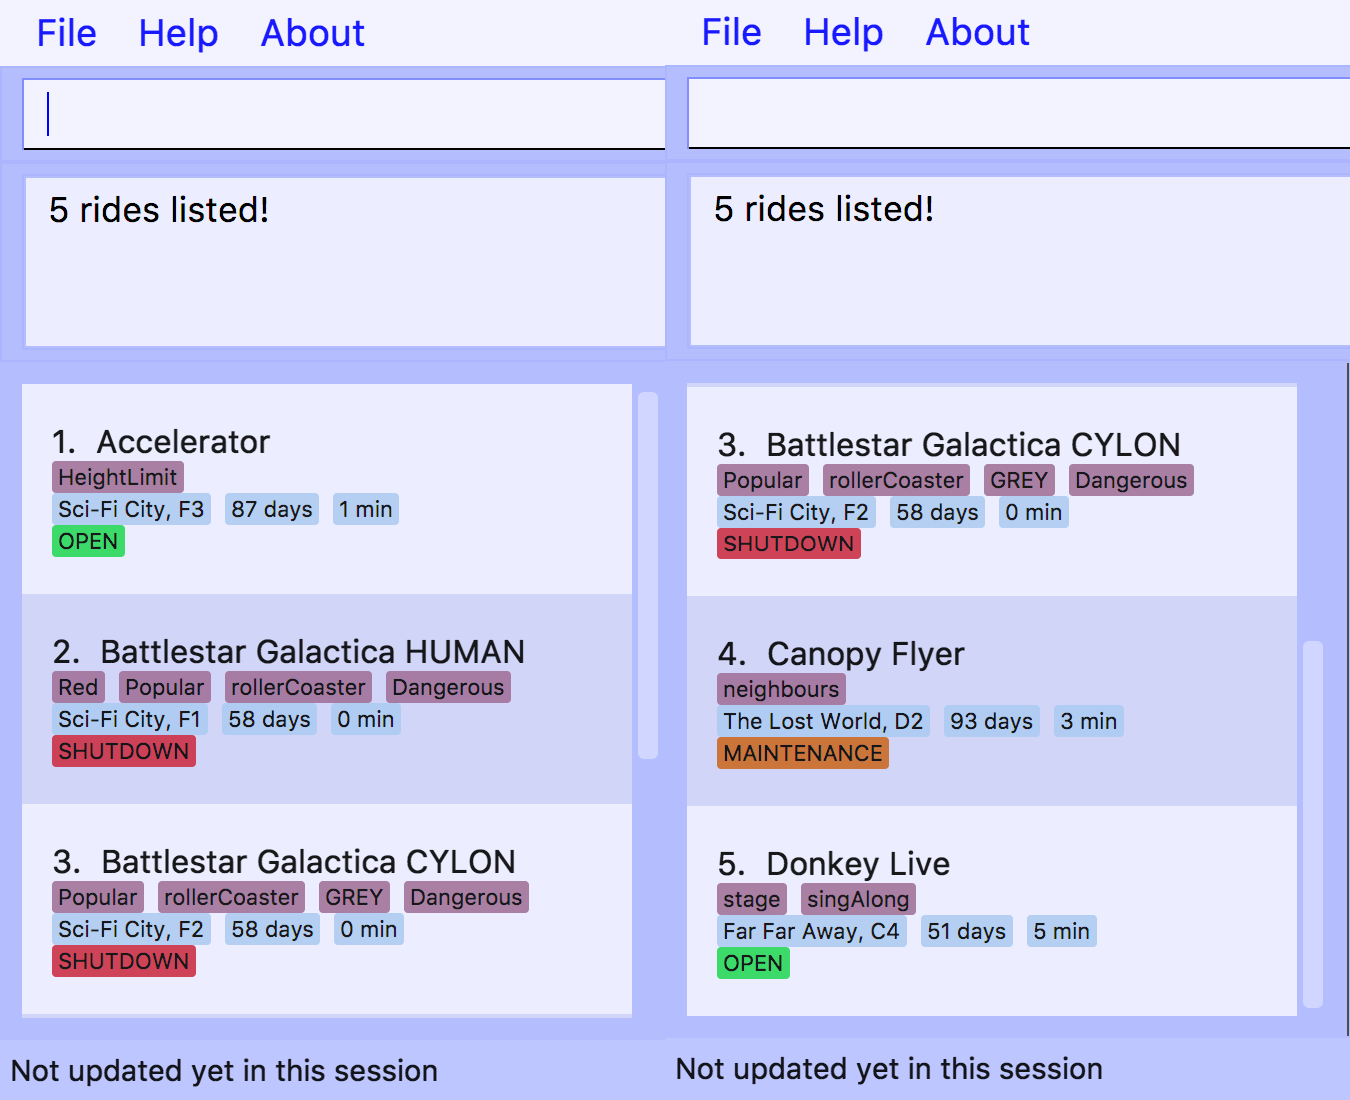 File Help About
5 rides listed!
1. Accelerator
HeightLimit
Sci-Fi City, F3 87 days 1 min
OPEN
2. Battlestar Galactica HUMAN
Red Popular rollerCoaster Dangerous
Sci-Fi City, F1 58 days 0 min
SHUTDOWN
3. Battlestar Galactica CYLON
Popular rollerCoaster GREY Dangerous
Sci-Fi City, F2 58 days 0 min
SHUTDOWN
Not updated yet in this session
File Help About
5 rides listed!
3. Battlestar Galactica CYLON
Popular rollerCoaster GREY Dangerous
Sci-Fi City, F2 58 days 0 min
SHUTDOWN
4. Canopy Flyer
neighbours
The Lost World, D2 93 days 3 min
MAINTENANCE
5. Donkey Live
stage singAlong
Far Far Away, C4 51 days 5 min
OPEN
Not updated yet in this session